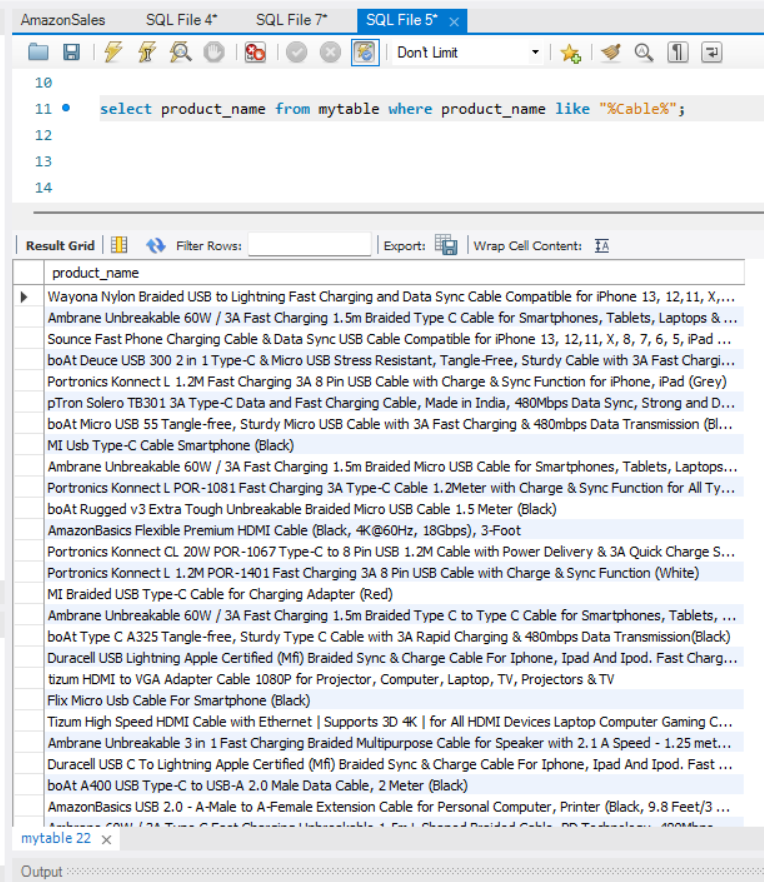 AmazonSales SQL File 4* SQL File 7* SQL File 5* ×
Don't Limit
10
11 select product_name from mytable where product_name like "%Cable%";
12
13
14
Result Grid Filter Rows: Export: Wrap Cell Content: IA
product_name
Wayona Nylon Braided USB to Lightning Fast Charging and Data Sync Cable Compatible for iPhone 13, 12,11, X,...
Ambrane Unbreakable 60W / 3A Fast Charging 1.5m Braided Type C Cable for Smartphones, Tablets, Laptops & ...
Sounce Fast Phone Charging Cable & Data Sync USB Cable Compatible for iPhone 13, 12,11, X, 8, 7, 6, 5, iPad ...
boAt Deuce USB 300 2 in 1 Type-C & Micro USB Stress Resistant, Tangle-Free, Sturdy Cable with 3A Fast Chargi...
Portronics Konnect L 1.2M Fast Charging 3A 8 Pin USB Cable with Charge & Sync Function for iPhone, iPad (Grey)
pTron Solero TB301 3A Type-C Data and Fast Charging Cable, Made in India, 480Mbps Data Sync, Strong and D...
boAt Micro USB 55 Tangle-free, Sturdy Micro USB Cable with 3A Fast Charging & 480mbps Data Transmission (Bl...
MI Usb Type-C Cable Smartphone (Black)
Ambrane Unbreakable 60W / 3A Fast Charging 1.5m Braided Micro USB Cable for Smartphones, Tablets, Laptops...
Portronics Konnect L POR-1081 Fast Charging 3A Type-C Cable 1.2Meter with Charge & Sync Function for All Ty...
boAt Rugged v3 Extra Tough Unbreakable Braided Micro USB Cable 1.5 Meter (Black)
AmazonBasics Flexible Premium HDMI Cable (Black, 4K@60Hz, 18Gbps), 3-Foot
Portronics Konnect CL 20W POR-1067 Type-C to 8 Pin USB 1.2M Cable with Power Delivery & 3A Quick Charge S...
Portronics Konnect L 1.2M POR-1401 Fast Charging 3A 8 Pin USB Cable with Charge & Sync Function (White)
MI Braided USB Type-C Cable for Charging Adapter (Red)
Ambrane Unbreakable 60W / 3A Fast Charging 1.5m Braided Type C to Type C Cable for Smartphones, Tablets, ...
boAt Type C A325 Tangle-free, Sturdy Type C Cable with 3A Rapid Charging & 480mbps Data Transmission(Black)
Duracell USB Lightning Apple Certified (Mfi) Braided Sync & Charge Cable For Iphone, Ipad And Ipod. Fast Charg...
tizum HDMI to VGA Adapter Cable 1080P for Projector, Computer, Laptop, TV, Projectors & TV
Flix Micro Usb Cable For Smartphone (Black)
Tizum High Speed HDMI Cable with Ethernet | Supports 3D 4K | for All HDMI Devices Laptop Computer Gaming C...
Ambrane Unbreakable 3 in 1 Fast Charging Braided Multipurpose Cable for Speaker with 2.1 A Speed - 1.25 met...
Duracell USB C To Lightning Apple Certified (Mfi) Braided Sync & Charge Cable For Iphone, Ipad And Ipod. Fast ...
boAt A400 USB Type-C to USB-A 2.0 Male Data Cable, 2 Meter (Black)
AmazonBasics USB 2.0 - A-Male to A-Female Extension Cable for Personal Computer, Printer (Black, 9.8 Feet/3 ...
Ambrane 60W / 3A Type C Fast Charging Unbreakable 1.5m L Shaped Braided Cable, PD Technology, 480Mbps
mytable 22 ×
Output